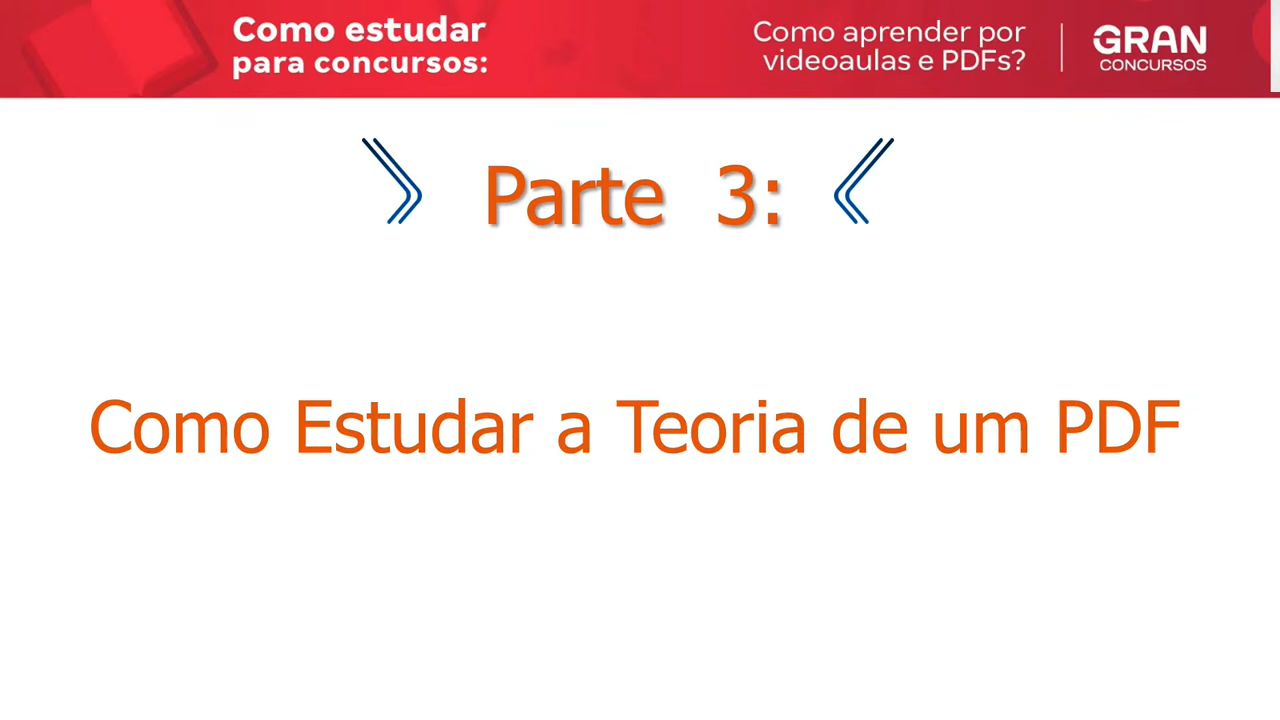 Como estudar
para concursos:
Como aprender por
videoaulas e PDFs?
GRAN
CONCURSOS
Parte 3:
Como Estudar a Teoria de um PDF